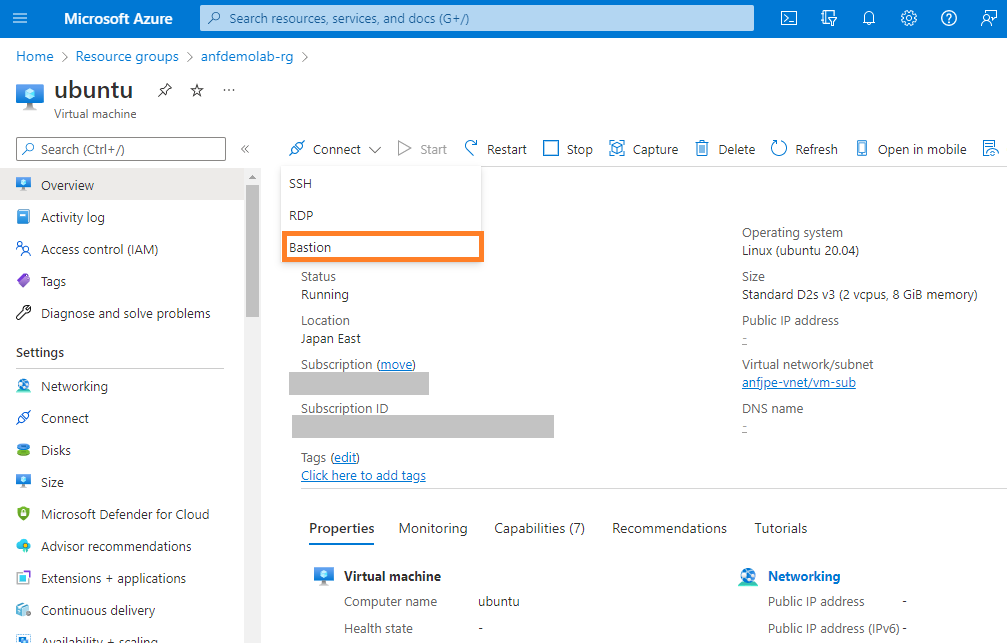 Microsoft Azure
Search resources, services, and docs (G+/)
Home > Resource groups > anfdemolab-rg >
ubuntu
Virtual machine
Search (Ctrl+/)
«
Connect
Start
Restart
Stop
Capture
Delete
Refresh
Open in mobile
SSH
RDP
Bastion
Overview
Activity log
Access control (IAM)
Tags
Diagnose and solve problems
Settings
Networking
Connect
Disks
Size
Microsoft Defender for Cloud
Advisor recommendations
Extensions + applications
Continuous delivery
Availability + scaling
Status
Running
Location
Japan East
Subscription (move)
Subscription ID
Tags (edit)
Click here to add tags
Operating system
Linux (ubuntu 20.04)
Size
Standard D2s v3 (2 vcpus, 8 GiB memory)
Public IP address
-
Virtual network/subnet
anfjpe-vnet/vm-sub
DNS name
-
Properties
Monitoring
Capabilities (7)
Recommendations
Tutorials
Virtual machine
Computer name ubuntu
Health state -
Networking
Public IP address -
Public IP address (IPv6) -